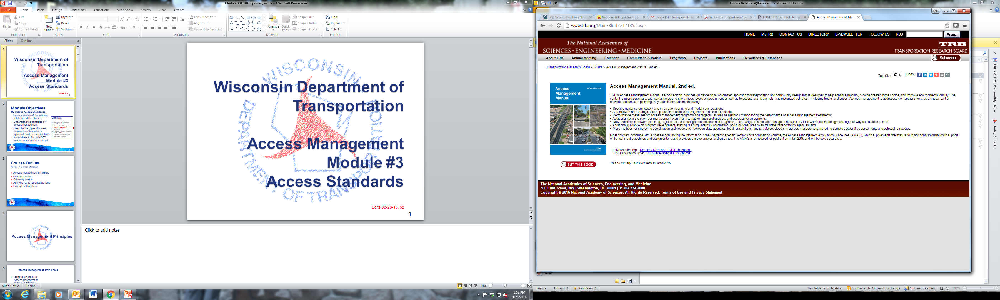 Module 3_031016updated, v2 be - Microsoft PowerPoint
File Home Insert Design Transitions Animations Slide Show Review View Acrobat
Paste
Cut
Copy
Format Painter
Clipboard
New
Slide
Layout
Reset
Section
Slides
Font
Text Direction
Align Text
Convert to SmartArt
Paragraph
Arrange
Quick
Styles
Shape Fill
Shape Outline
Shape Effects
Drawing
Find
Replace
Select
Editing
Slides Outline
1
Wisconsin Department of
Transportation
Access Management
Module #3
Access Standards
2
Module Objectives
Module 3: Access Standards
Upon completion of this module,
participants will be able to:
Understand the principles of
access management
Describe the types of access
management techniques
applicable to different situations
Know where to find WisDOT
access management standards
Modules:
3
Course Outline
Module 3: Access Standards
Access management principles
Access spacing
Driveway design
Applying AM to retrofit situations
Examples throughout
4
Access Management Principles
WISCONSIN
DEPARTMENT OF TRANSPORTATION
5
Access Management Principles
Identified in the TRB
Access Management
WISCONSIN
DEPARTMENT OF TRANSPORTATION
Wisconsin Department of
Transportation
Access Management
Module #3
Access Standards
Edits 03-28-16, be
1
Click to add notes
Slide 1 of 55 "Theme1"
89%
1:52 PM
3/25/2016
Inbox - Bill-Eisele@tamu.edu - Microsoft Outlook
Fox News - Breaking New
Wisconsin Department of
Inbox (1) - transportation
Wisconsin Department of
FDM 11-5 General Design
Access Management Man
www.trb.org/Main/Blurbs/171852.aspx
HOME MyTRB CONTACT US DIRECTORY E-NEWSLETTER FOLLOW US RSS Search
The National Academies of
SCIENCES • ENGINEERING • MEDICINE
TRB
TRANSPORTATION RESEARCH BOARD
About TRB Annual Meeting Calendar Committees & Panels Programs Projects Publications Resources & Databases Subscribe
Transportation Research Board > Blurbs > Access Management Manual, 2nd ed.
Text Size: A A | Share:
Access
Management
Manual
SECOND EDITION
Access Management Manual, 2nd ed.
TRB's Access Management Manual, second edition, provides guidance on a coordinated approach to transportation and community design that is designed to help enhance mobility, provide greater mode choice, and improve environmental quality. The
content is interdisciplinary, with guidance pertinent to various levels of government as well as to pedestrians, bicyclists, and motorized vehicles—including trucks and buses. Access management is addressed comprehensively, as a critical part of
network and land use planning. Key updates include the following:
• Specific guidance on network and circulation planning and modal considerations;
• A framework and strategies for application of access management in different contexts;
• Performance measures for access management programs and projects, as well as methods of monitoring the performance of access management treatments;
• Additional details on corridor management planning, alternative funding strategies, and cooperative agreements;
• New chapters on network planning, regional access management policies and programs, interchange area management, auxiliary lane warrants and design, and right-of-way and access control;
• Additional guidance on program development, staffing, training, internal coordination, and functional area roles for state transportation agencies; and
• More methods for improving coordination and cooperation between state agencies, local jurisdictions, and private developers in access management, including sample cooperative agreements and outreach strategies.
Most chapters conclude with a brief section linking the information in the chapter to specific sections of a companion volume, the Access Management Application Guidelines (AMAG), which supplements the manual with additional information in support
of the technical guidelines and design criteria and provides case examples and guidance. The AMAG is scheduled for publication in fall 2015 and will be sold separately.
E-Newsletter Type: Recently Released TRB Publications
TRB Publication Type: TRB Miscellaneous Publications
BUY THIS BOOK
This Summary Last Modified On: 9/14/2015
The National Academies of Sciences, Engineering, and Medicine
500 Fifth Street, NW | Washington, DC 20001 | T: 202.334.2000
Copyright © 2016 National Academy of Sciences. All Rights Reserved. Terms of Use and Privacy Statement
1:00 PM: FW: UCR monthly status
Today: 16 Tasks
Tasks
Items: 9 Unread: 2 Reminders: 1
This folder is up to date. Connected to Microsoft Exchange Automatic Replies 100%